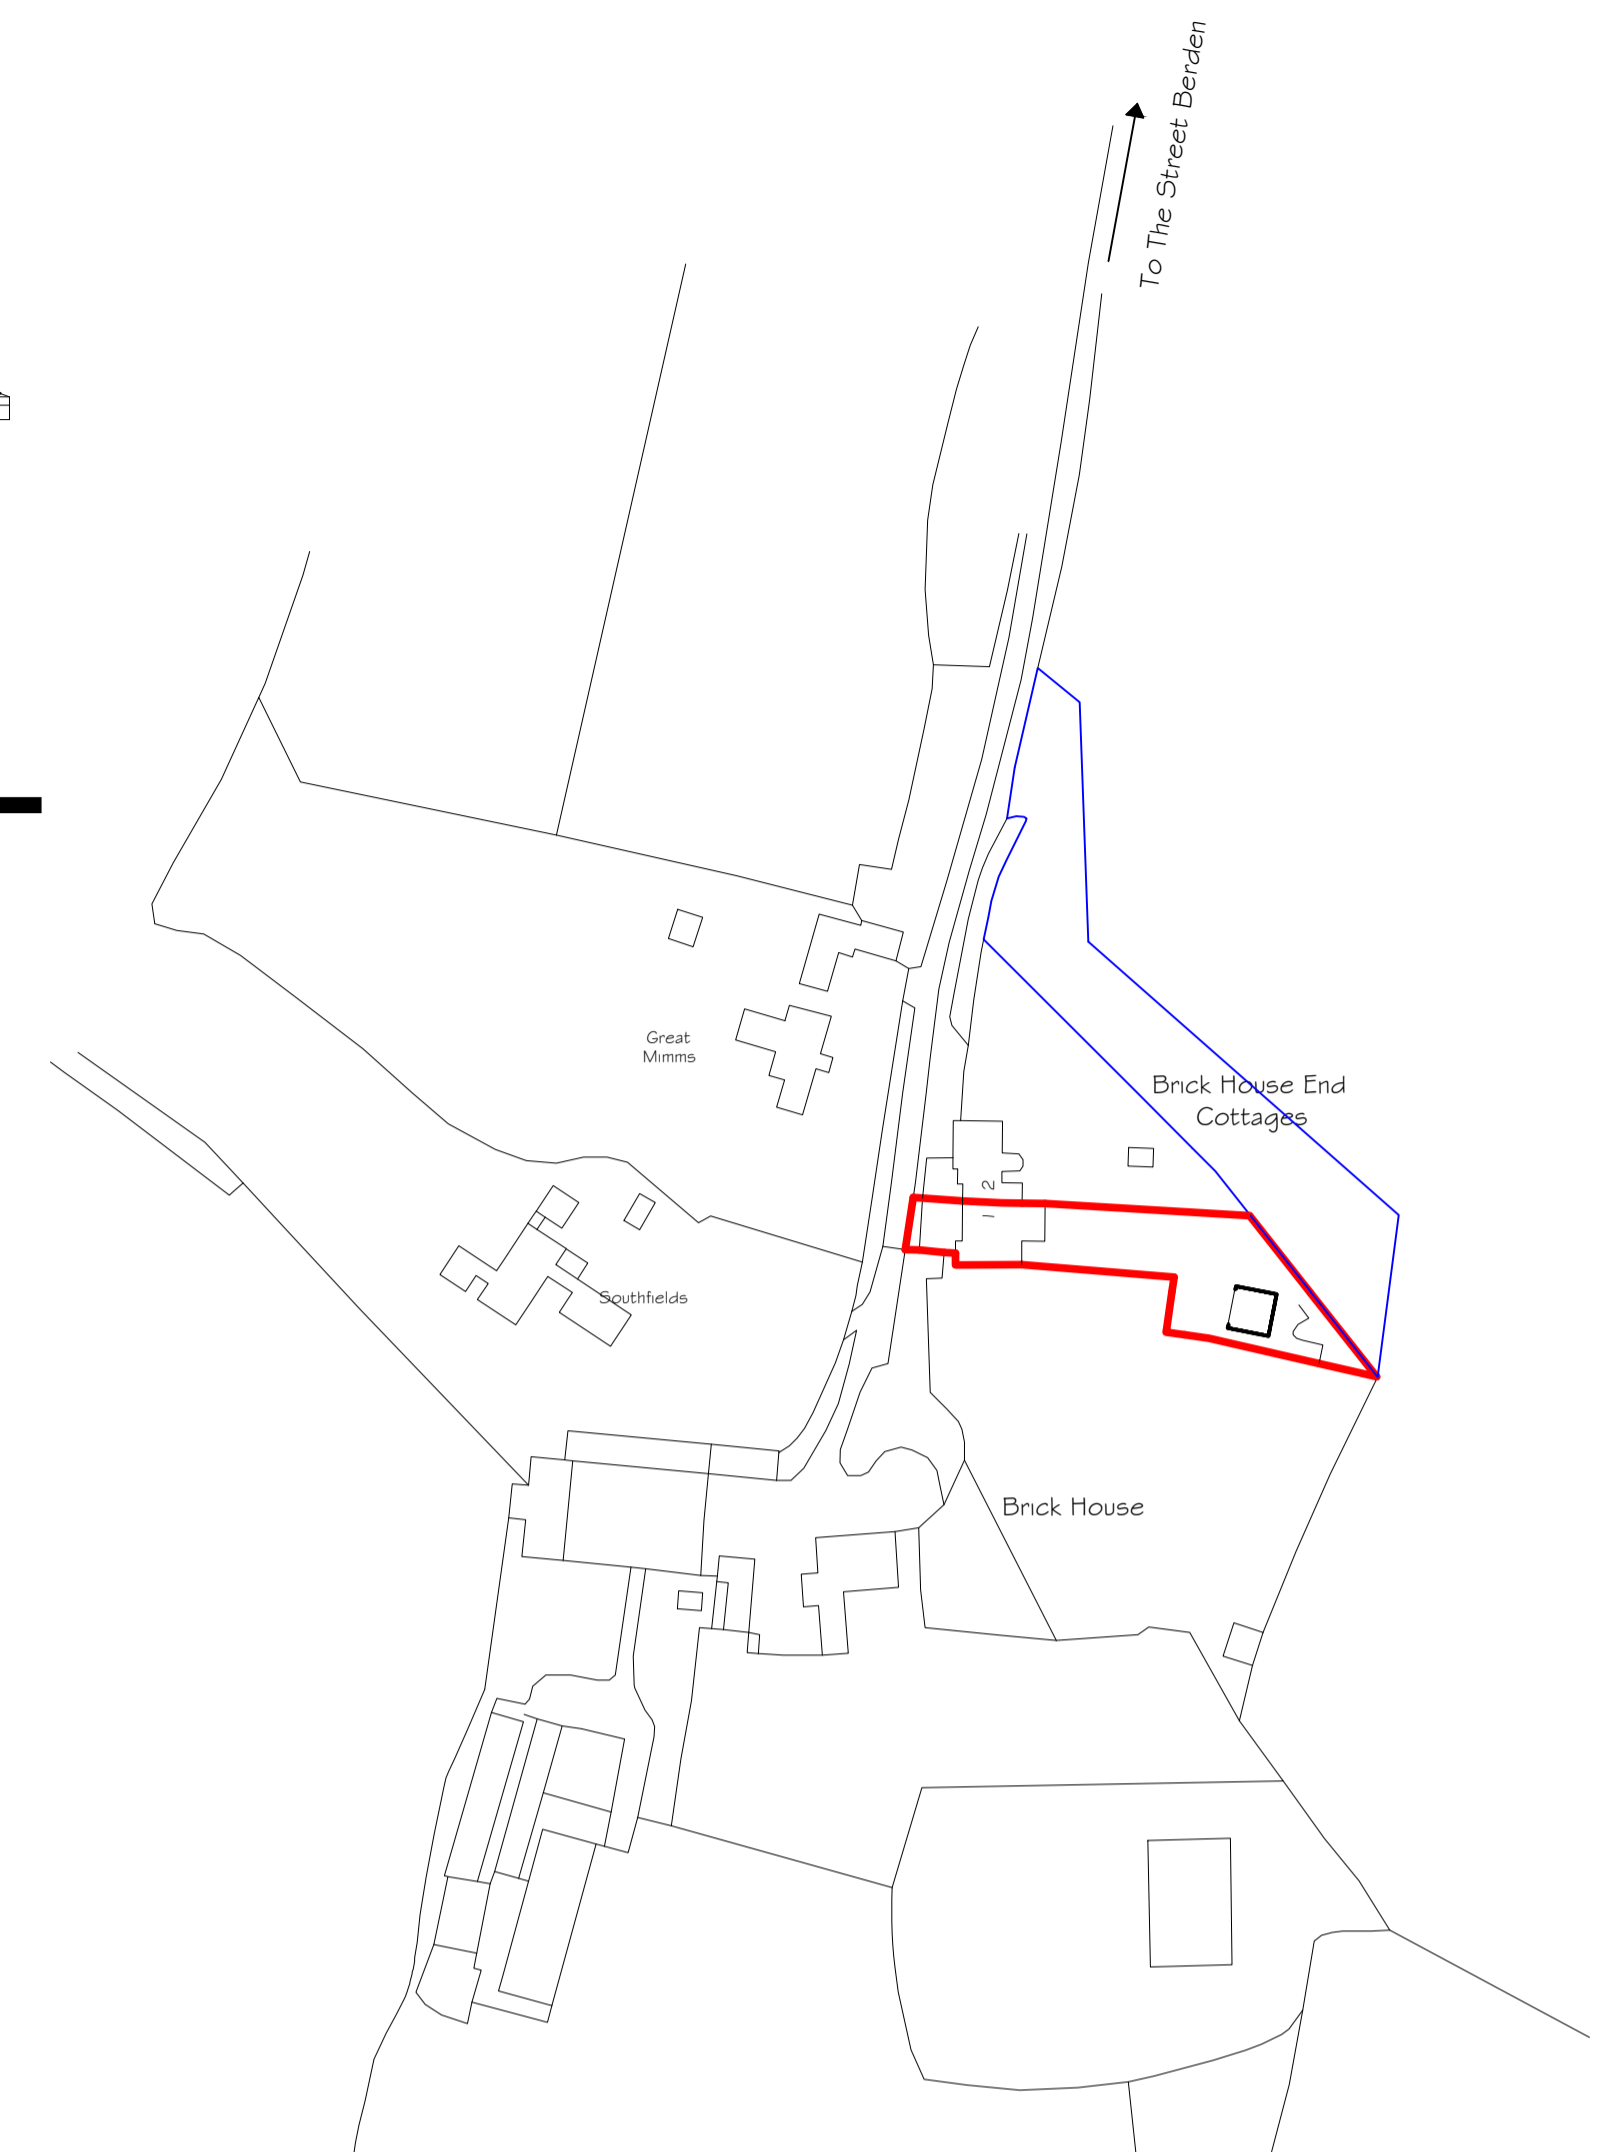 To The Street Berden
Great
Mimms
Brick House End
Cottages
2
1
Southfields
Brick House